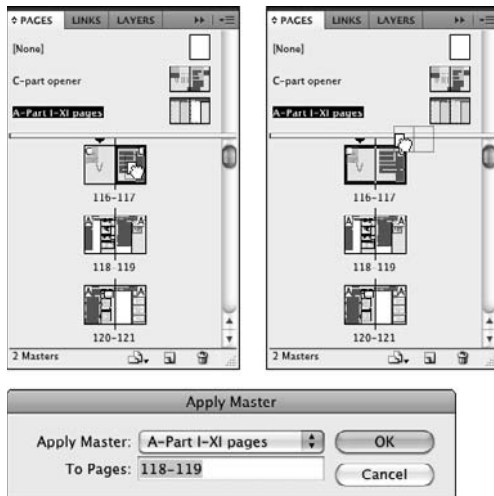 PAGES LINKS LAYERS
[None]
C-part opener
A-Part I-XI pages
116-117
118-119
120-121
2 Masters
PAGES LINKS LAYERS
[None]
C-part opener
A-Part I-XI pages
116-117
118-119
120-121
2 Masters
Apply Master
Apply Master: A-Part I-XI pages OK
To Pages: 118-119 Cancel